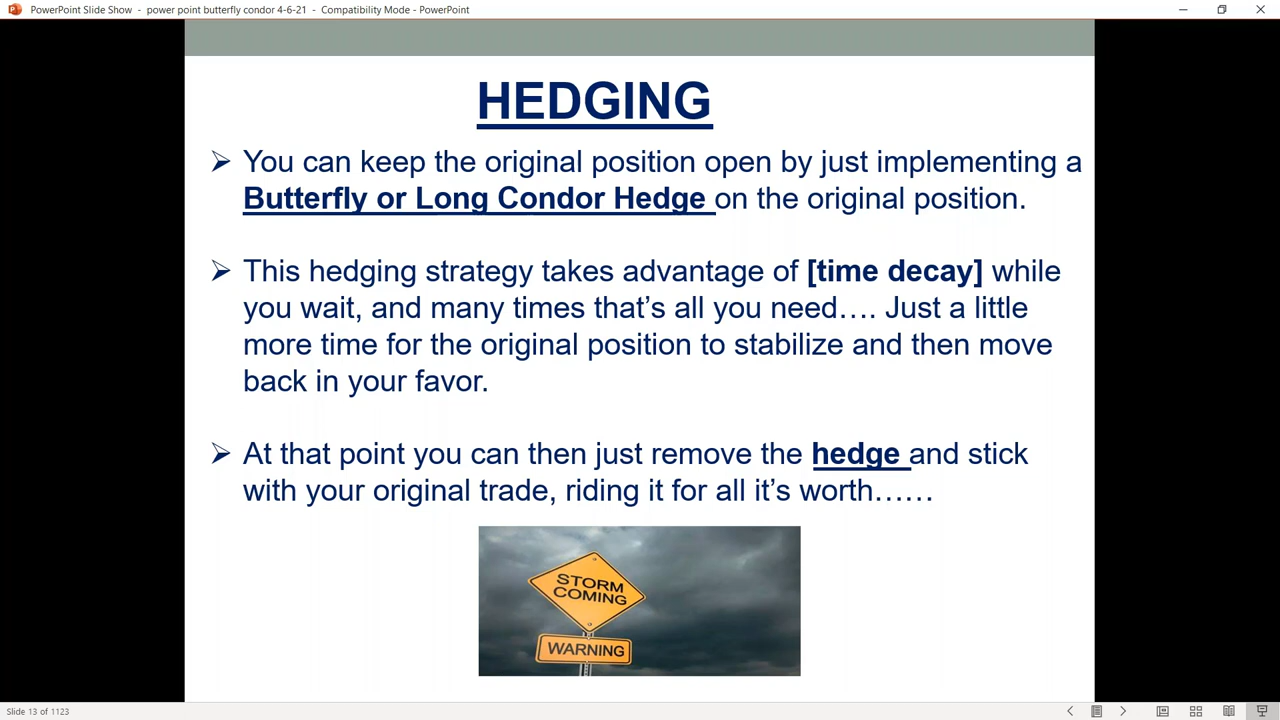 PowerPoint Slide Show - power point butterfly condor 4-6-21 - Compatibility Mode - PowerPoint
HEDGING
➢ You can keep the original position open by just implementing a
Butterfly or Long Condor Hedge on the original position.
➢ This hedging strategy takes advantage of [time decay] while
you wait, and many times that’s all you need…. Just a little
more time for the original position to stabilize and then move
back in your favor.
➢ At that point you can then just remove the hedge and stick
with your original trade, riding it for all it’s worth……
STORM
COMING
WARNING
Slide 13 of 1123